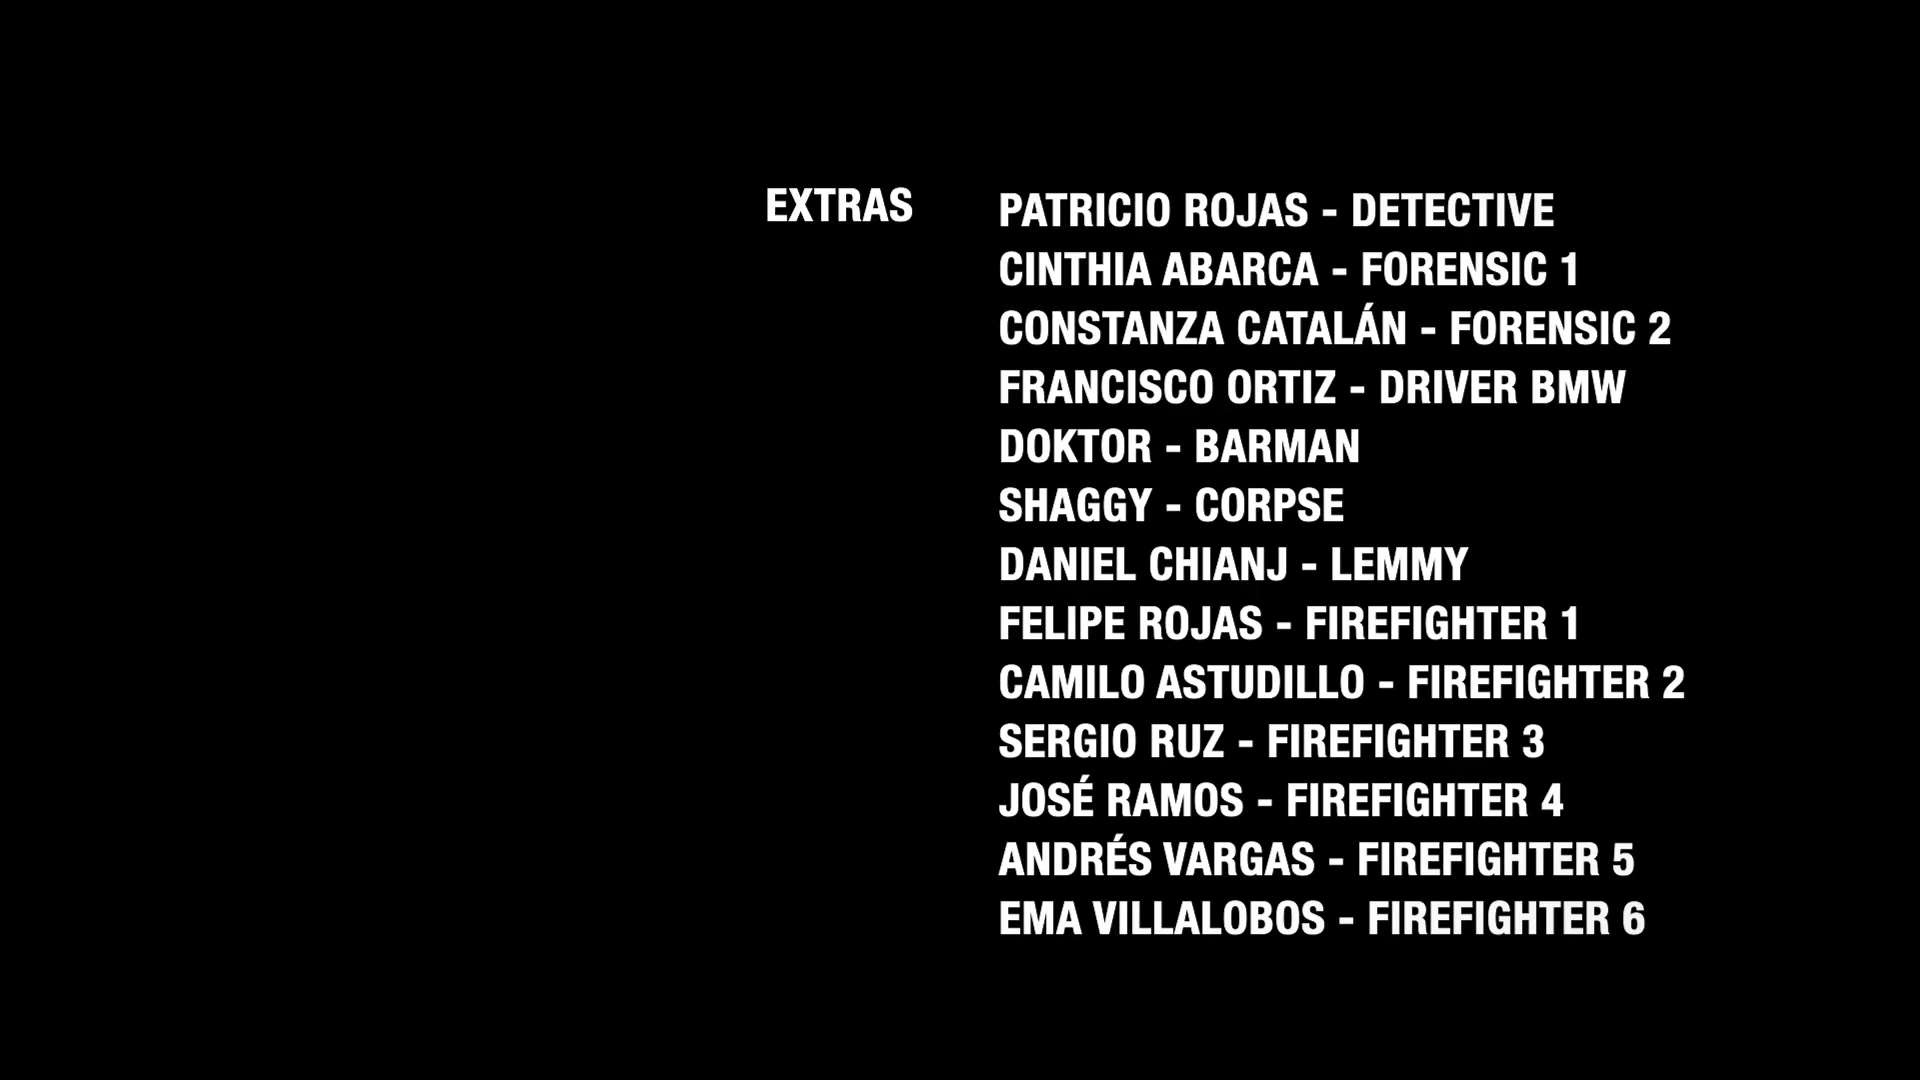 EXTRAS
PATRICIO ROJAS - DETECTIVE
CINTHIA ABARCA - FORENSIC 1
CONSTANZA CATALÁN - FORENSIC 2
FRANCISCO ORTIZ - DRIVER BMW
DOKTOR - BARMAN
SHAGGY - CORPSE
DANIEL CHIANJ - LEMMY
FELIPE ROJAS - FIREFIGHTER 1
CAMILO ASTUDILLO - FIREFIGHTER 2
SERGIO RUZ - FIREFIGHTER 3
JOSÉ RAMOS - FIREFIGHTER 4
ANDRÉS VARGAS - FIREFIGHTER 5
EMA VILLALOBOS - FIREFIGHTER 6